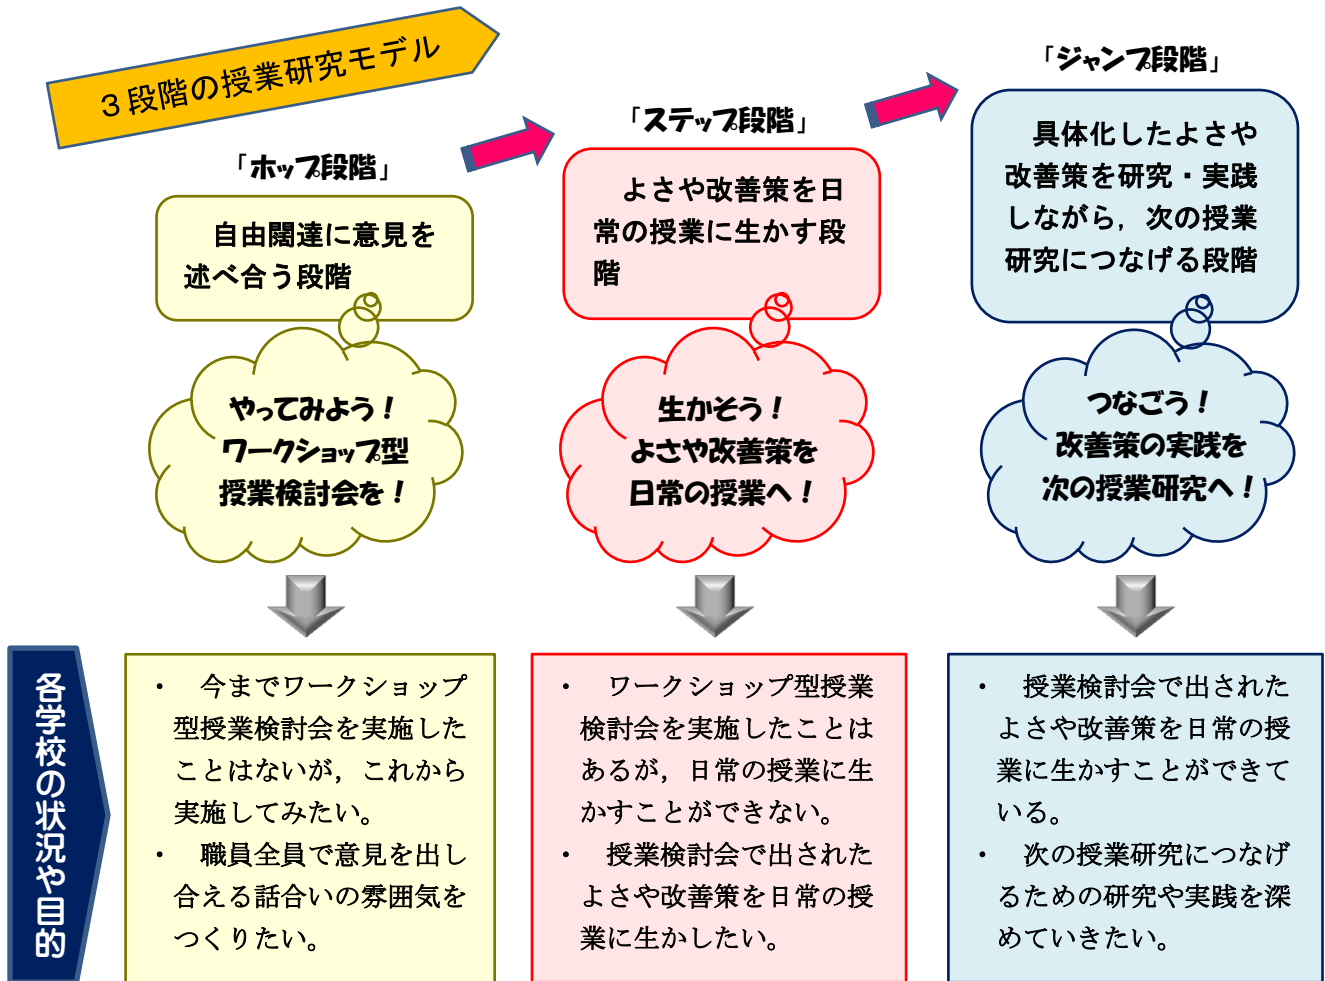 ３段階の授業研究モデル
「ホップ段階」
自由闊達に意見を
述べ合う段階
やってみよう！
ワークショップ型
授業検討会を！
「ステップ段階」
よさや改善策を日
常の授業に生かす段
階
生かそう！
よさや改善策を
日常の授業へ！
「ジャンプ段階」
具体化したよさや
改善策を研究・実践
しながら，次の授業
研究につなげる段階
つなごう！
改善策の実践を
次の授業研究へ！
各学校の状況や目的
・　今までワークショップ
型授業検討会を実施した
ことはないが，これから
実施してみたい。
・　職員全員で意見を出し
合える話合いの雰囲気を
つくりたい。
・　ワークショップ型授業
検討会を実施したことは
あるが，日常の授業に生
かすことができない。
・　授業検討会で出された
よさや改善策を日常の授
業に生かしたい。
・　授業検討会で出された
よさや改善策を日常の授
業に生かすことができて
いる。
・　次の授業研究につなげ
るための研究や実践を深
めていきたい。